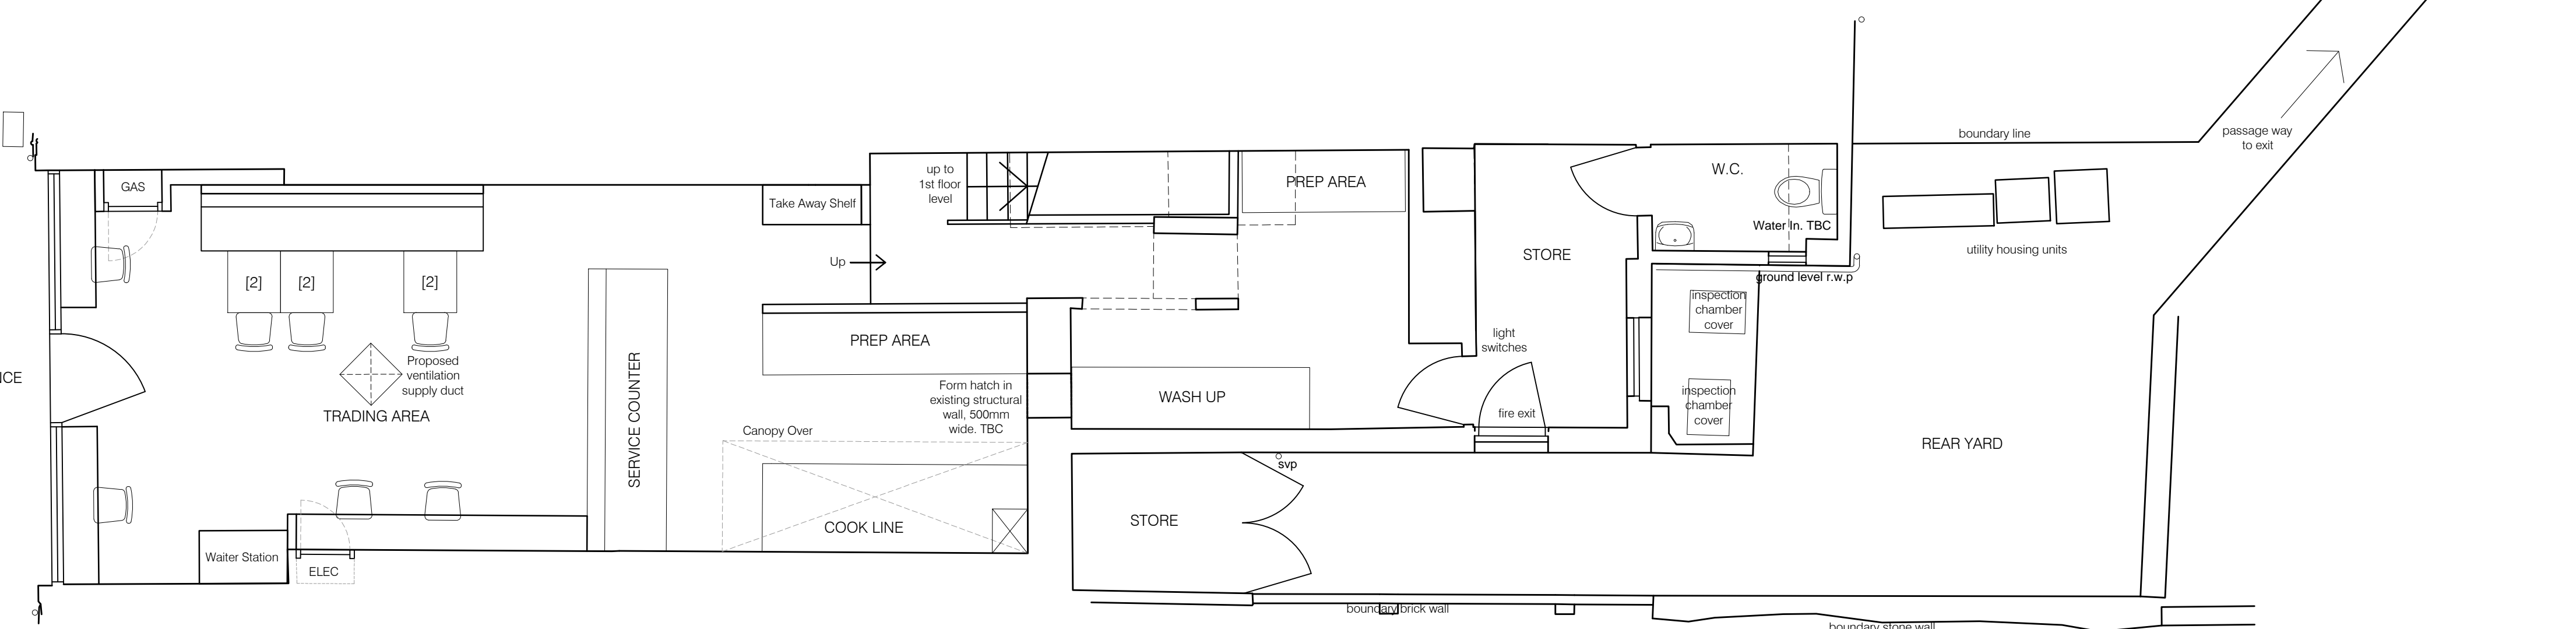 boundary line
passage way
to exit
GAS
up to
1st floor
level
PREP AREA
W.C.
Take Away Shelf
Water In. TBC
utility housing units
STORE
Up
[2]
[2]
[2]
ground level r.w.p
inspection
chamber
cover
light
switches
PREP AREA
Proposed
ventilation
supply duct
TRADING AREA
SERVICE COUNTER
Form hatch in
existing structural
wall, 500mm
wide. TBC
WASH UP
inspection
chamber
cover
fire exit
Canopy Over
REAR YARD
svp
COOK LINE
STORE
Waiter Station
ELEC
boundary brick wall
boundary stone wall